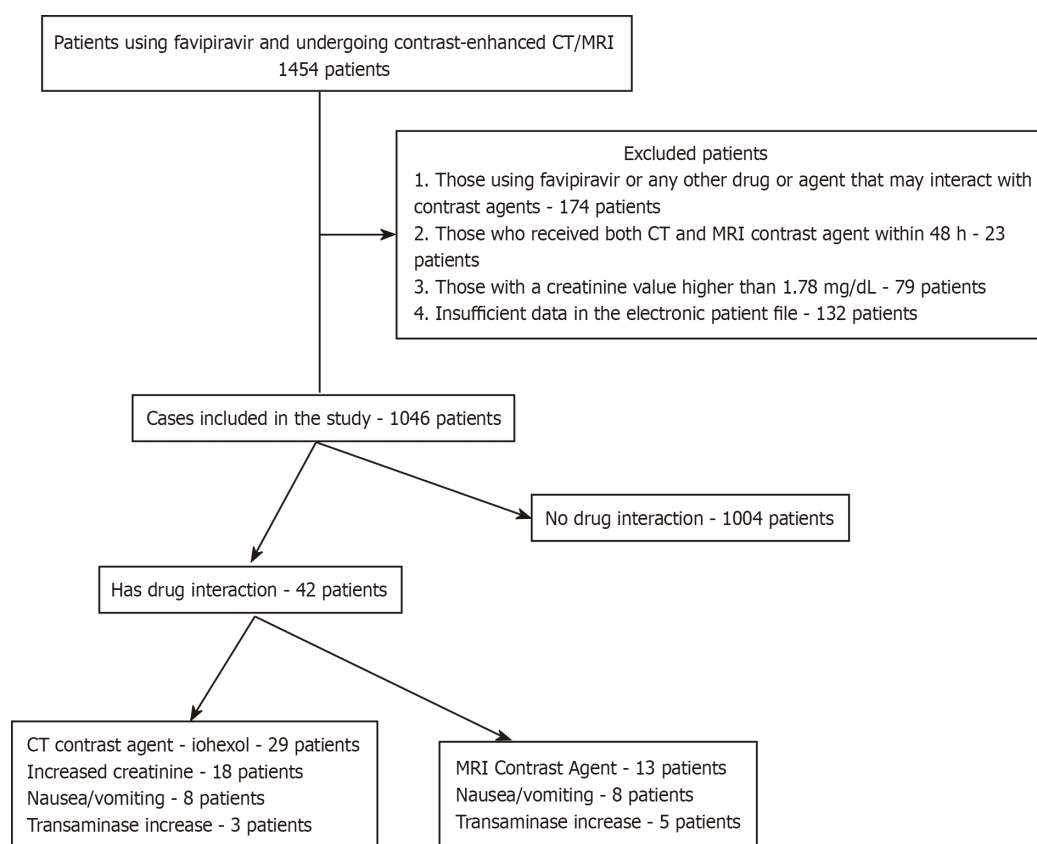 Patients using favipiravir and undergoing contrast-enhanced CT/MRI
1454 patients
Excluded patients
1. Those using favipiravir or any other drug or agent that may interact with
contrast agents - 174 patients
2. Those who received both CT and MRI contrast agent within 48 h - 23
patients
3. Those with a creatinine value higher than 1.78 mg/dL - 79 patients
4. Insufficient data in the electronic patient file - 132 patients
Cases included in the study - 1046 patients
No drug interaction - 1004 patients
Has drug interaction - 42 patients
CT contrast agent - iohexol - 29 patients
Increased creatinine - 18 patients
Nausea/vomiting - 8 patients
Transaminase increase - 3 patients
MRI Contrast Agent - 13 patients
Nausea/vomiting - 8 patients
Transaminase increase - 5 patients